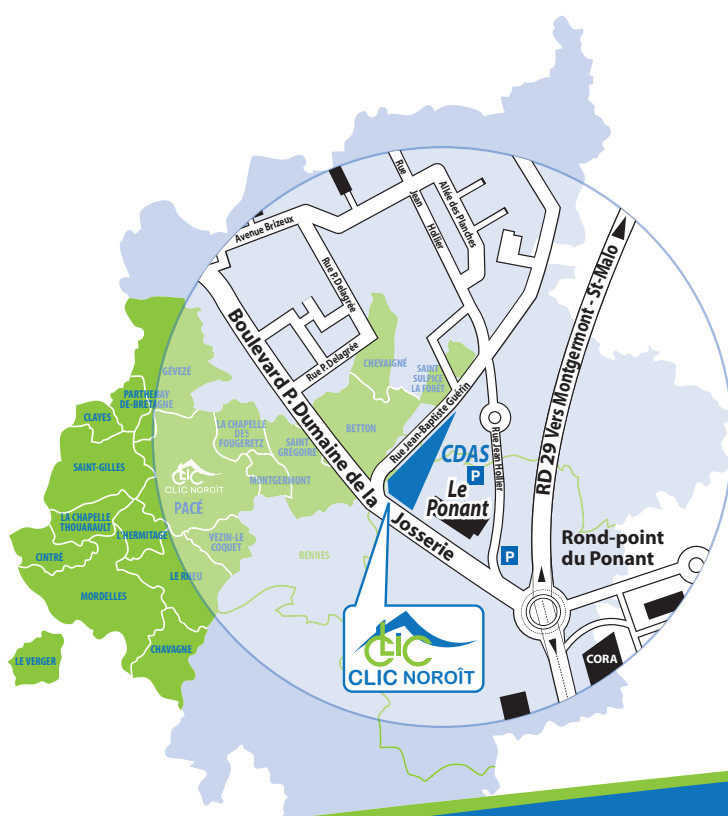 Avenue Brizeux
Rue
Jean
Hollier
Allée des Planches
Rue P. Delagrée
Rue P. Delagrée
Boulevard P. Dumaine de la
Josserie
RD 29 Vers Montgermont - St-Malo
GÉVEZÉ
CHEVAIGNÉ
SAINT
SULPICE
LA FORÊT
PARTHENAY
DE-BRETAGNE
CLAYES
LA CHAPELLE
DES
FOUGERETZ
BETTON
Rue Jean-Baptiste Guérin
SAINT
GRÉGOIRE
SAINT-GILLES
CLIC
CLIC NOROÎT
MONTGERMONT
CDAS
P
Le
Ponant
Rue Jean Hollier
PACÉ
LA CHAPELLE
THOUARAULT
L'HERMITAGE
VEZIN-LE
COQUET
RENNES
P
Rond-point
du Ponant
CINTRÉ
LE RHEU
MORDELLES
CHAVAGNE
LE VERGER
CLIC
CLIC NOROÎT
CORA